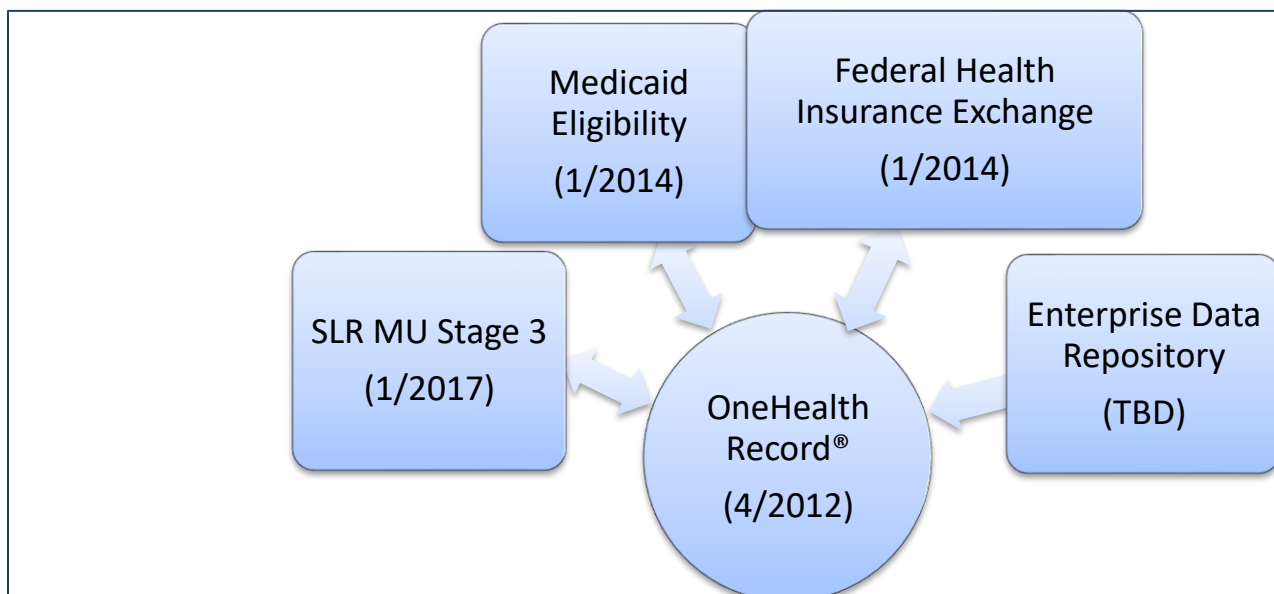 Medicaid
Eligibility
(1/2014)
Federal Health
Insurance Exchange
(1/2014)
SLR MU Stage 3
(1/2017)
Enterprise Data
Repository
(TBD)
OneHealth
Record®
(4/2012)